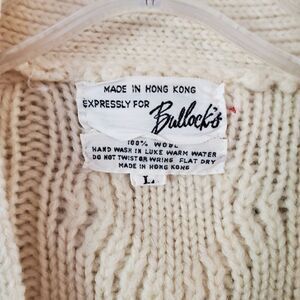 MADE IN HONG KONG
EXPRESSLY FOR Bullock's
100% WOOL
HAND WASH IN LUKE WARM WATER
DO NOT TWIST OR WRING FLAT DRY
MADE IN HONG KONG
L